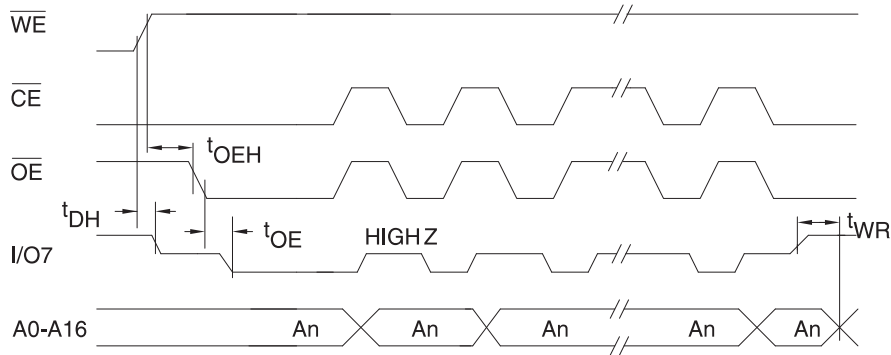 WE
CE
tOEH
OE
tDH
tOE
HIGH Z
tWR
I/O7
A0-A16 An An An An An